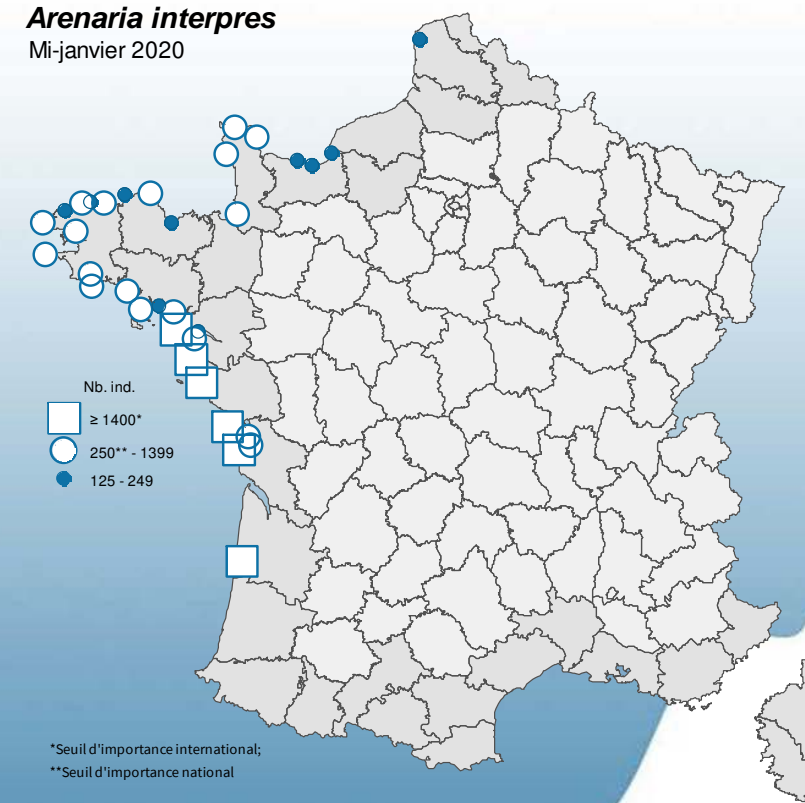 Arenaria interpres
Mi-janvier 2020
Nb. ind.
≥ 1400*
250** - 1399
125 - 249
*Seuil d'importance international;
**Seuil d'importance national